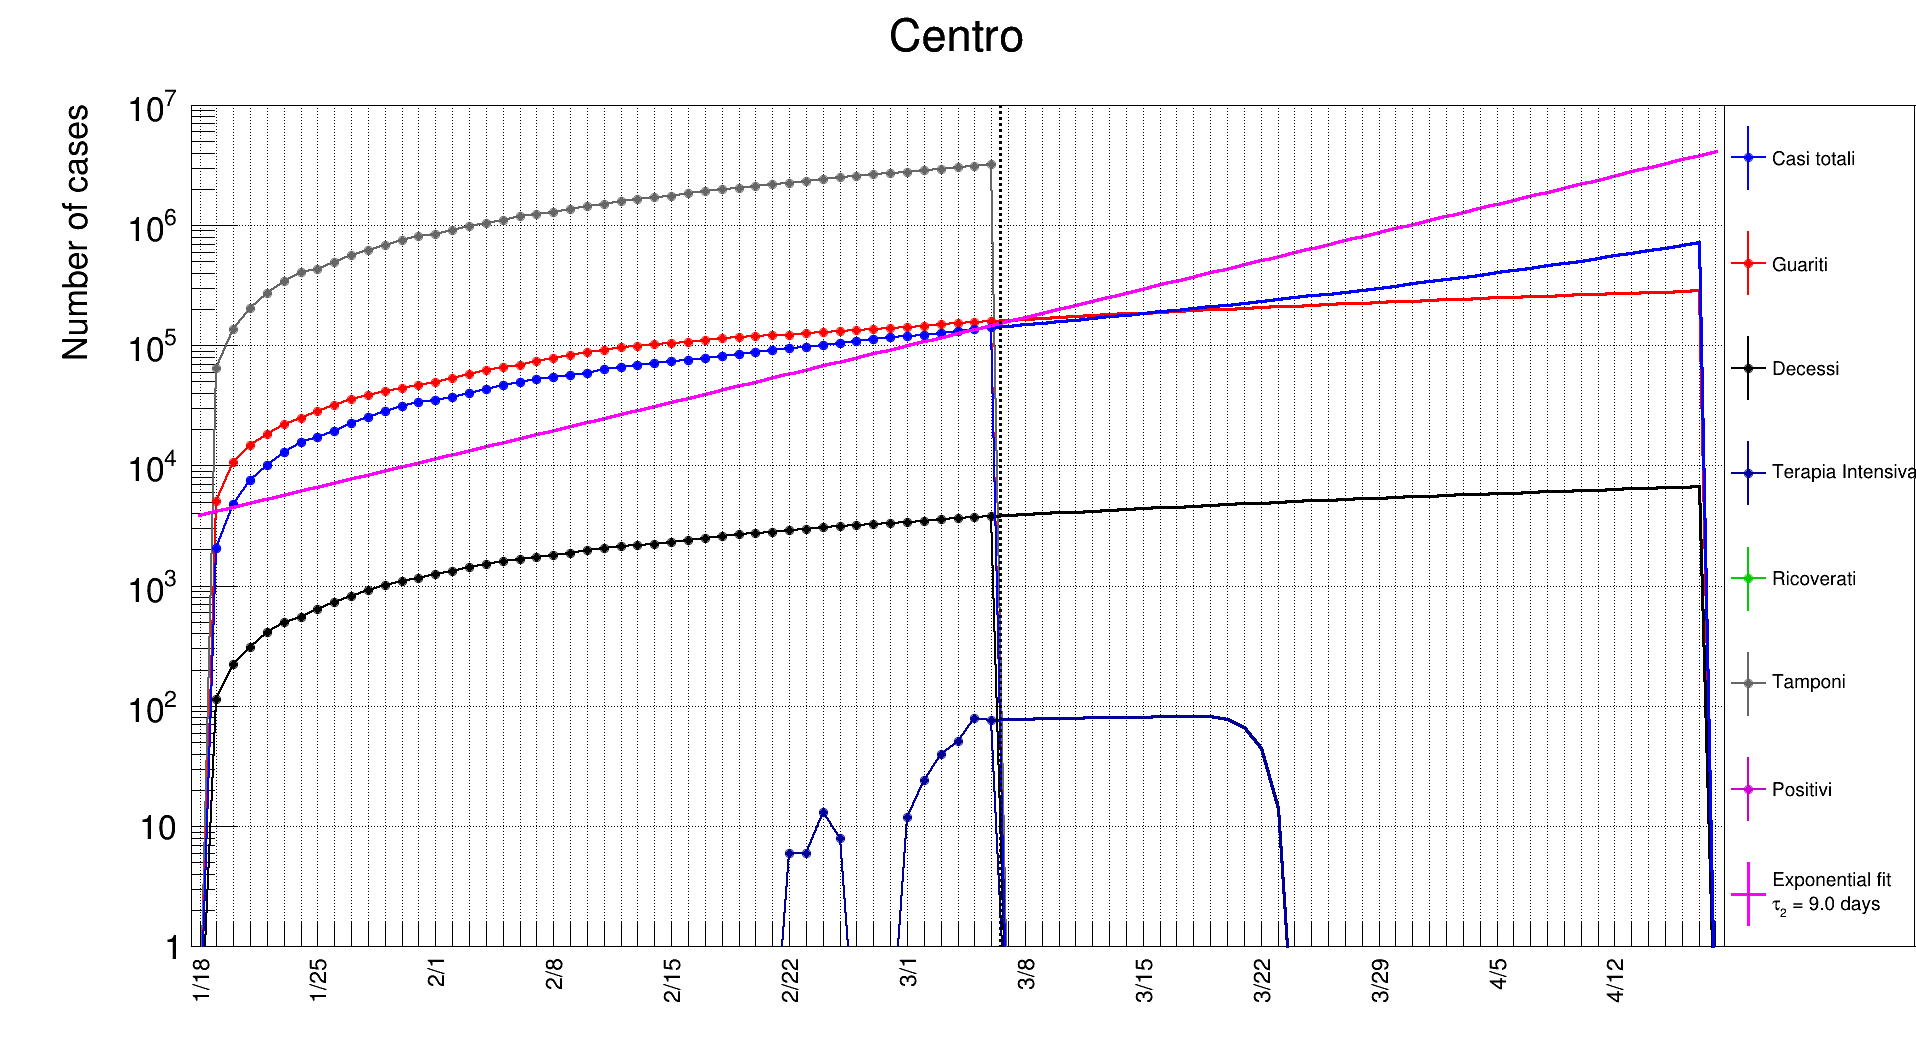 Centro
Number of cases
10^7
10^6
10^5
10^4
10^3
10^2
10
1
1/18
1/25
2/1
2/8
2/15
2/22
3/1
3/8
3/15
3/22
3/29
4/5
4/12
Casi totali
Guariti
Decessi
Terapia Intensiva
Ricoverati
Tamponi
Positivi
Exponential fit
τ₂ = 9.0 days